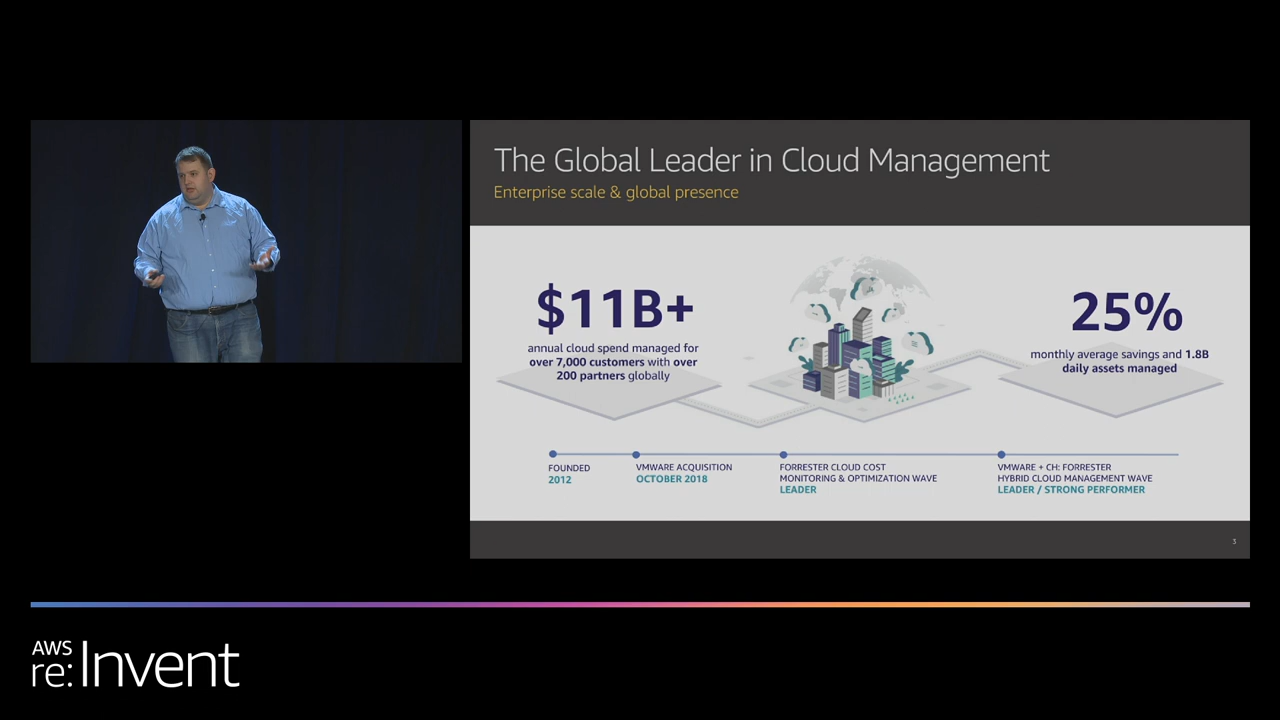 The Global Leader in Cloud Management
Enterprise scale & global presence
$11B+
annual cloud spend managed for
over 7,000 customers with over
200 partners globally
25%
monthly average savings and 1.8B
daily assets managed
FOUNDED
2012
VMWARE ACQUISITION
OCTOBER 2018
FORRESTER CLOUD COST
MONITORING & OPTIMIZATION WAVE
LEADER
VMWARE + CH: FORRESTER
HYBRID CLOUD MANAGEMENT WAVE
LEADER / STRONG PERFORMER
3
AWS
re:Invent